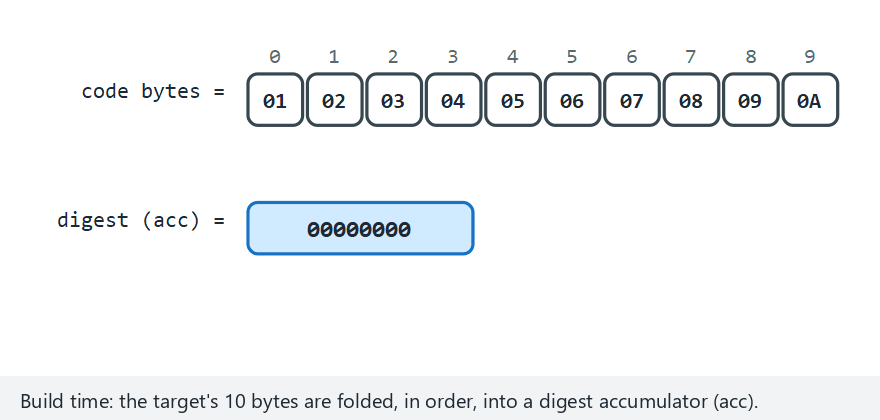 0 1 2 3 4 5 6 7 8 9
code bytes = 01 02 03 04 05 06 07 08 09 0A
digest (acc) = 00000000
Build time: the target's 10 bytes are folded, in order, into a digest accumulator (acc).